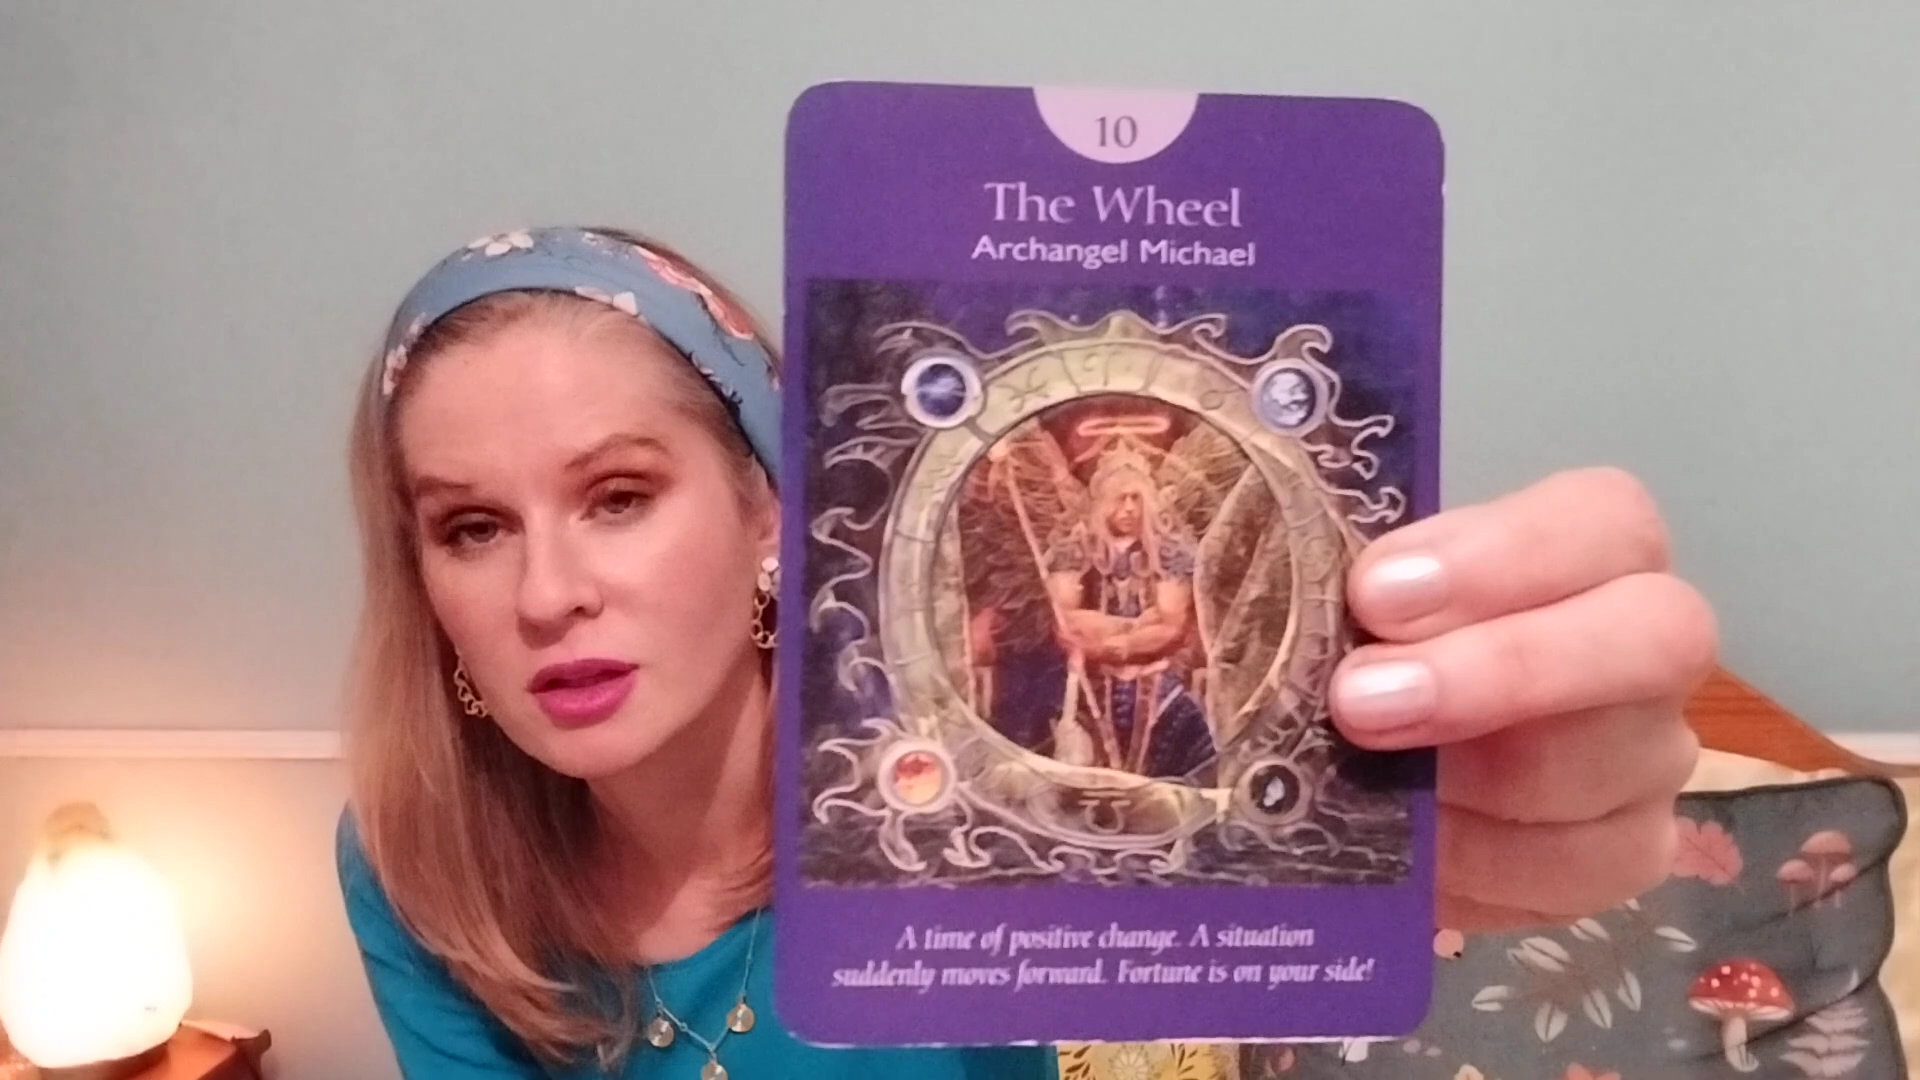 10
The Wheel
Archangel Michael
A time of positive change. A situation
suddenly moves forward. Fortune is on your side!